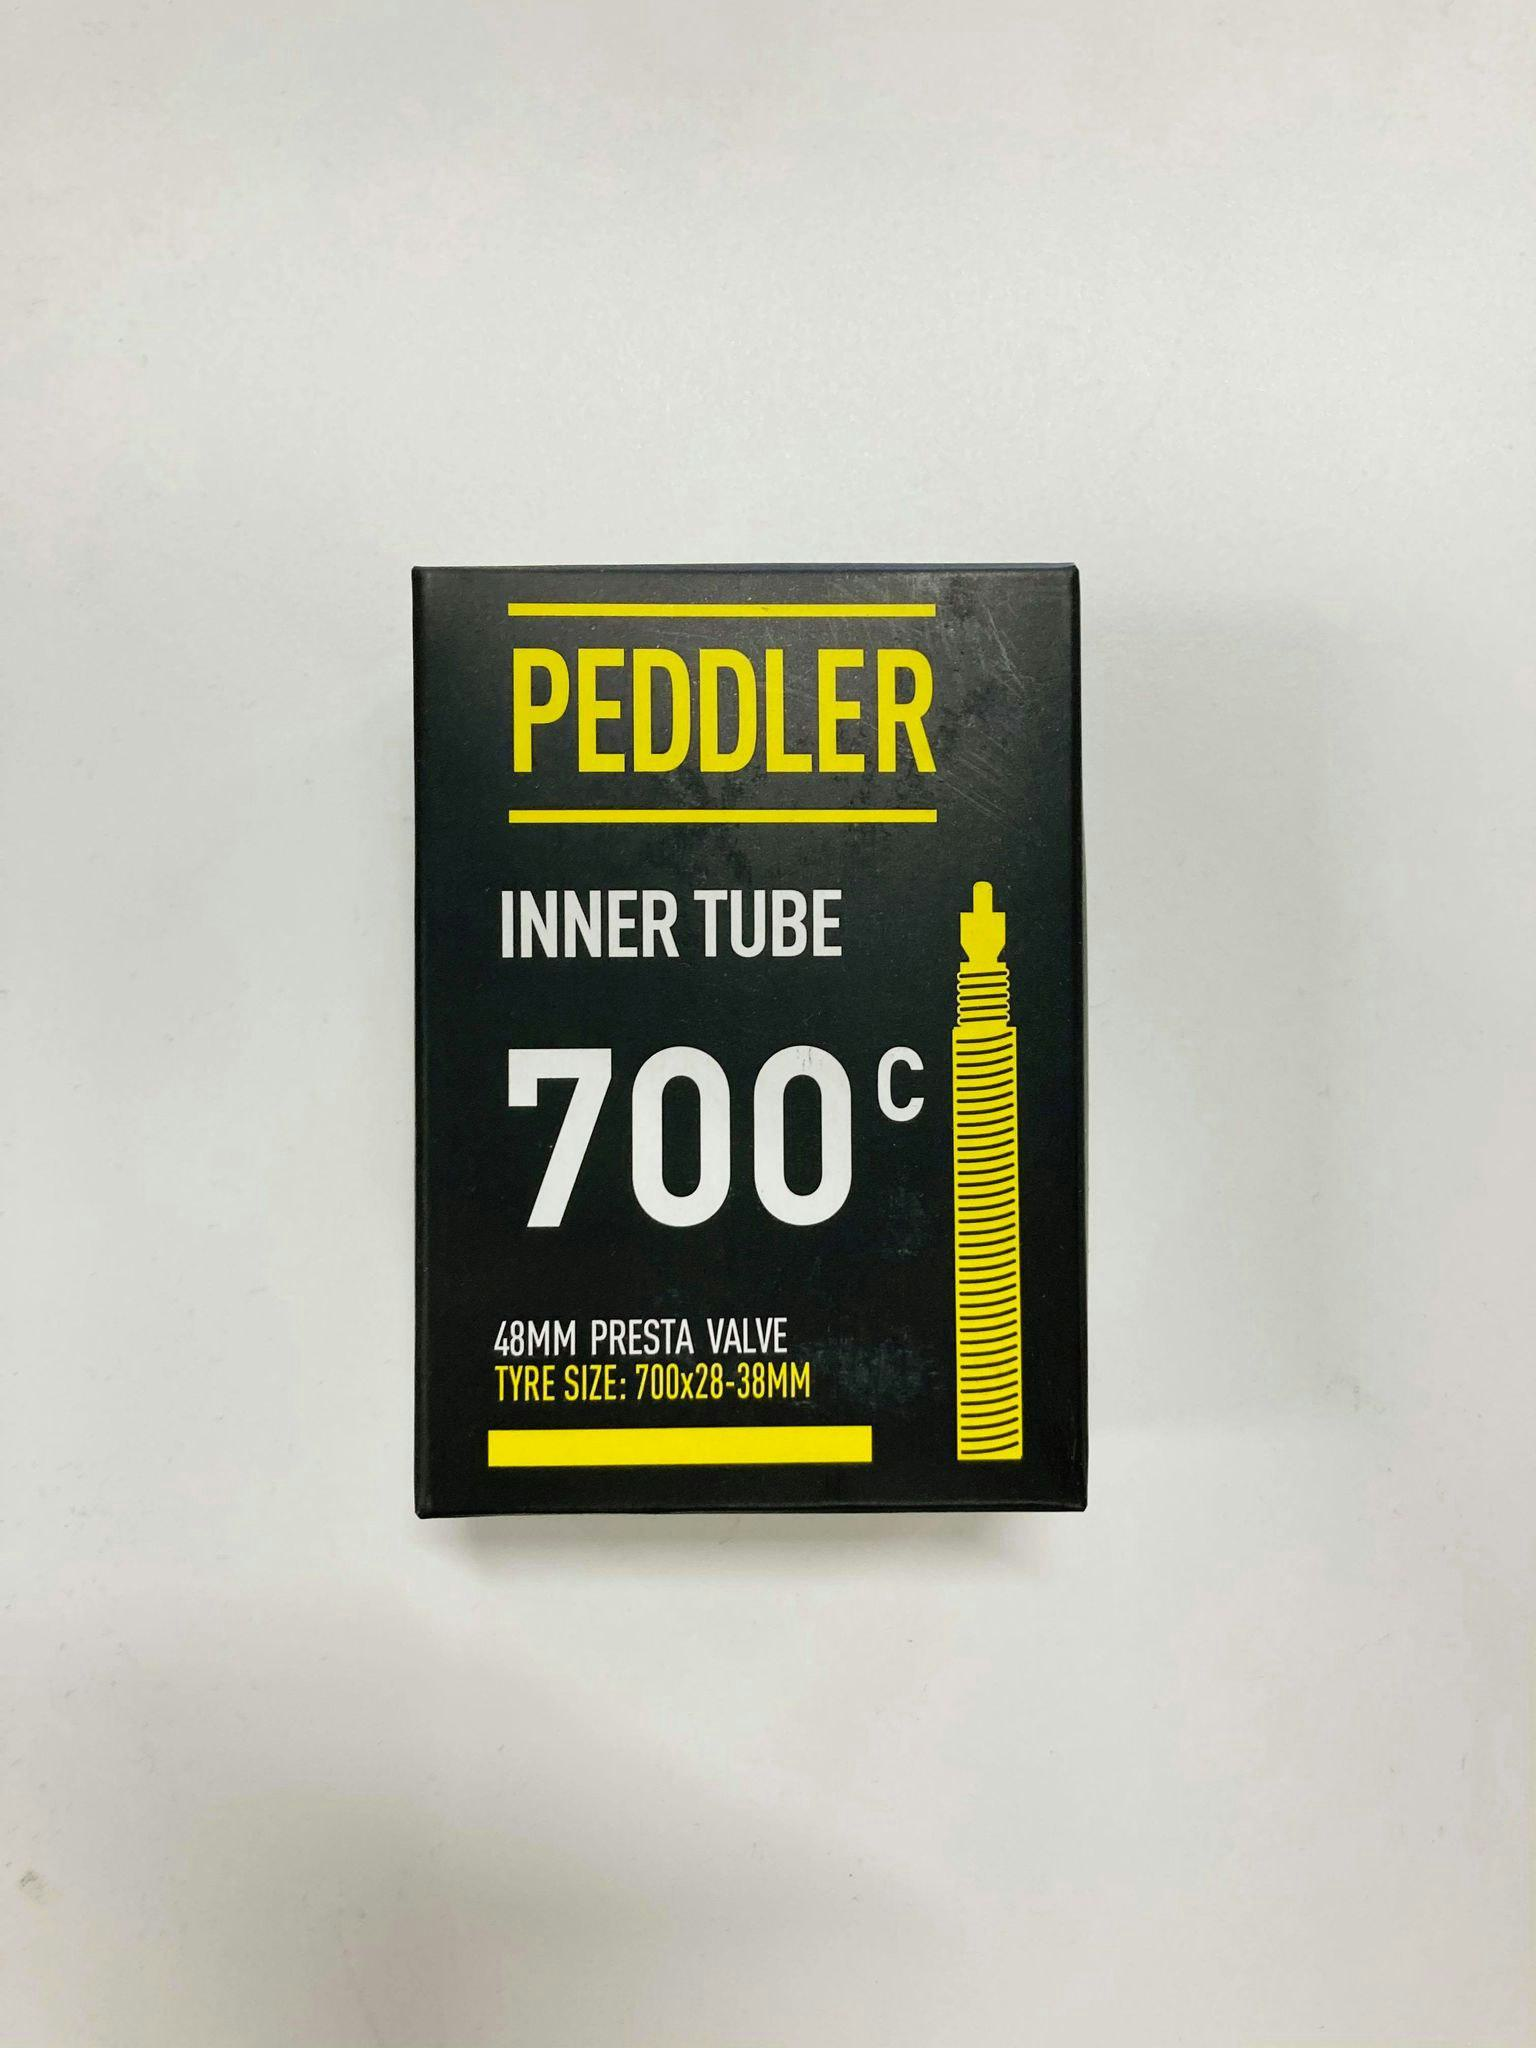 PEDDLER
INNER TUBE
700C
48MM PRESTA VALVE
TYRE SIZE: 700x28-38MM